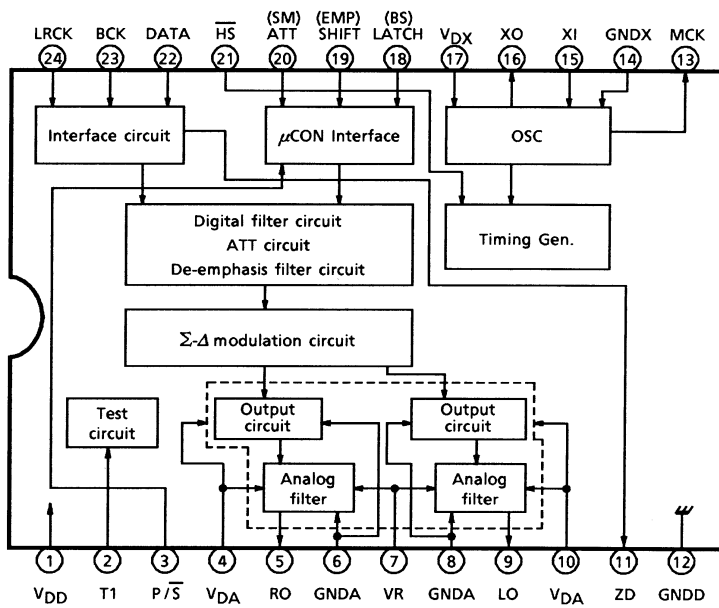 (SM) (EMP) (BS)
LRCK BCK DATA H̅S̅ ATT SHIFT LATCH VDX XO XI GNDX MCK
24 23 22 21 20 19 18 17 16 15 14 13
Interface circuit
μCON Interface
OSC
Digital filter circuit
ATT circuit
De-emphasis filter circuit
Timing Gen.
Σ-Δ modulation circuit
Test
circuit
Output
circuit
Output
circuit
Analog
filter
Analog
filter
1 2 3 4 5 6 7 8 9 10 11 12
VDD T1 P/S̅ VDA RO GNDA VR GNDA LO VDA ZD GNDD